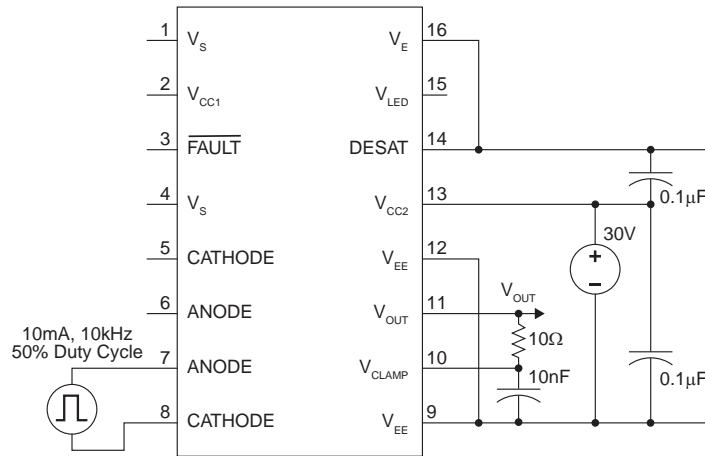 1 V_S V_E 16
2 V_CC1 V_LED 15
3 FAULT DESAT 14
4 V_S V_CC2 13
5 CATHODE V_EE 12
6 ANODE V_OUT 11
7 ANODE V_CLAMP 10
8 CATHODE V_EE 9
10mA, 10kHz
50% Duty Cycle
V_OUT
10Ω
10nF
30V
+
−
0.1μF
0.1μF